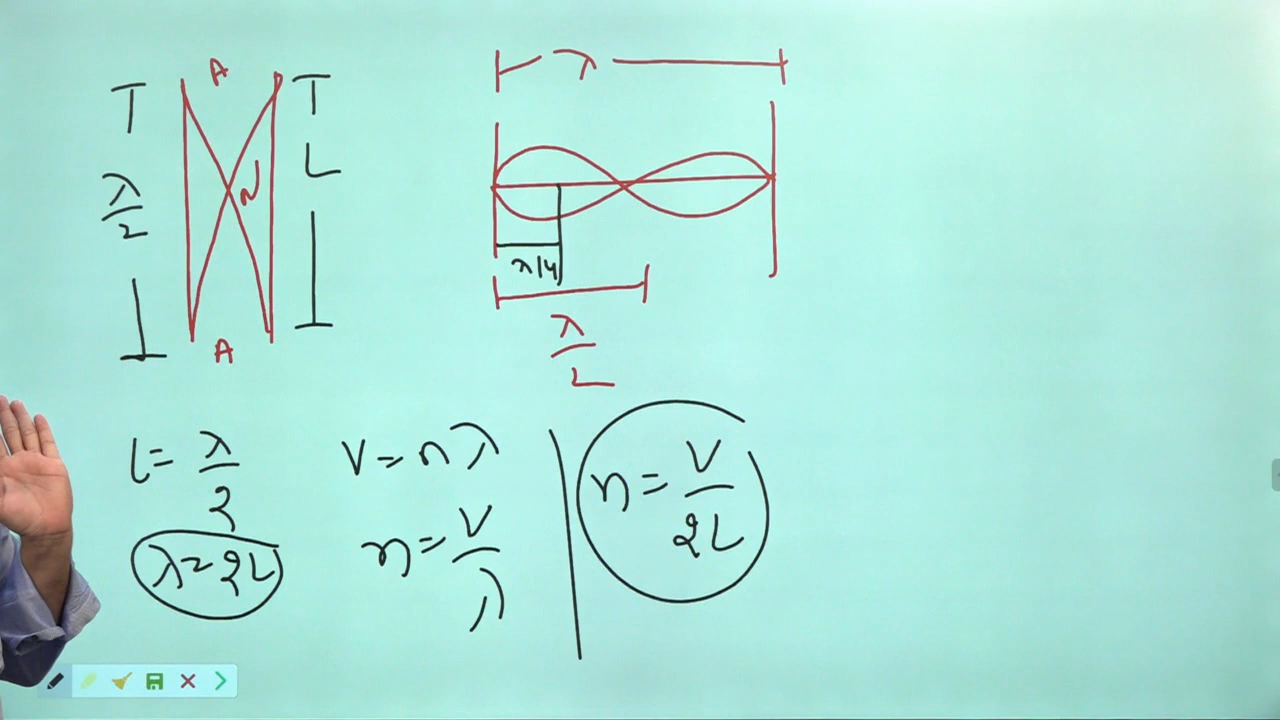 A
λ/2
L
N
A
λ
λ/4
λ/2
L = λ/2
λ = 2L
v = nλ
n = v/λ
n = v/2L